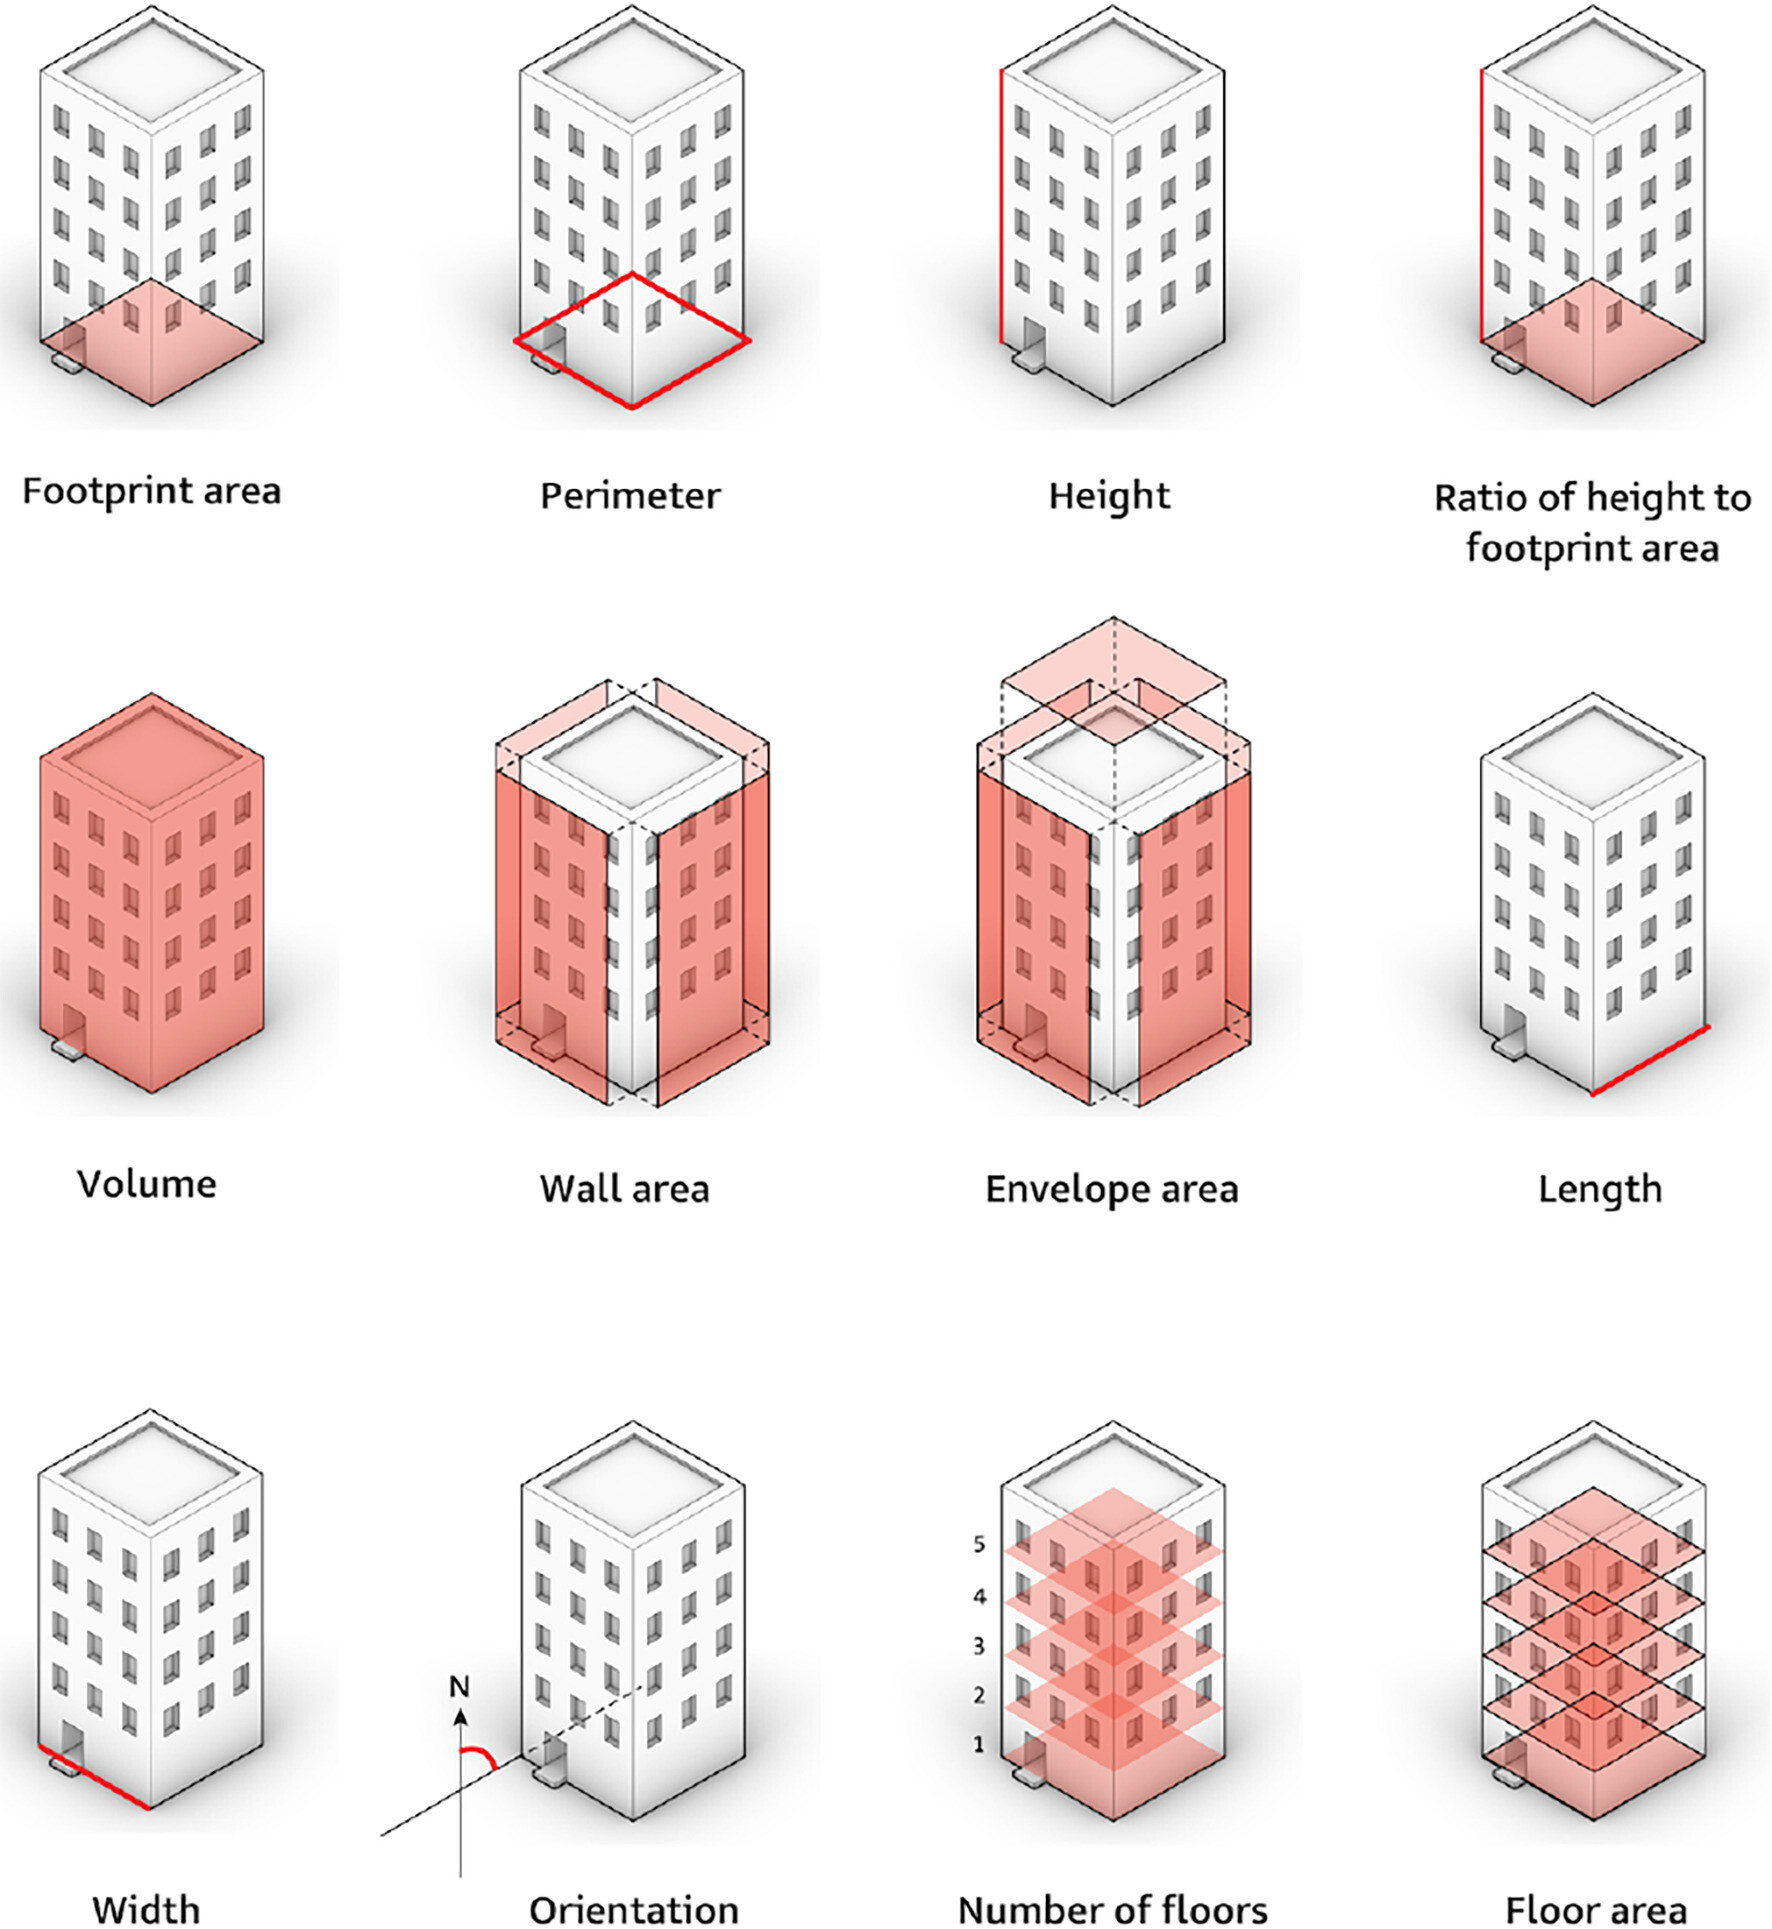 Footprint area
Perimeter
Height
Ratio of height to
footprint area
Volume
Wall area
Envelope area
Length
Width
N
Orientation
5
4
3
2
1
Number of floors
Floor area